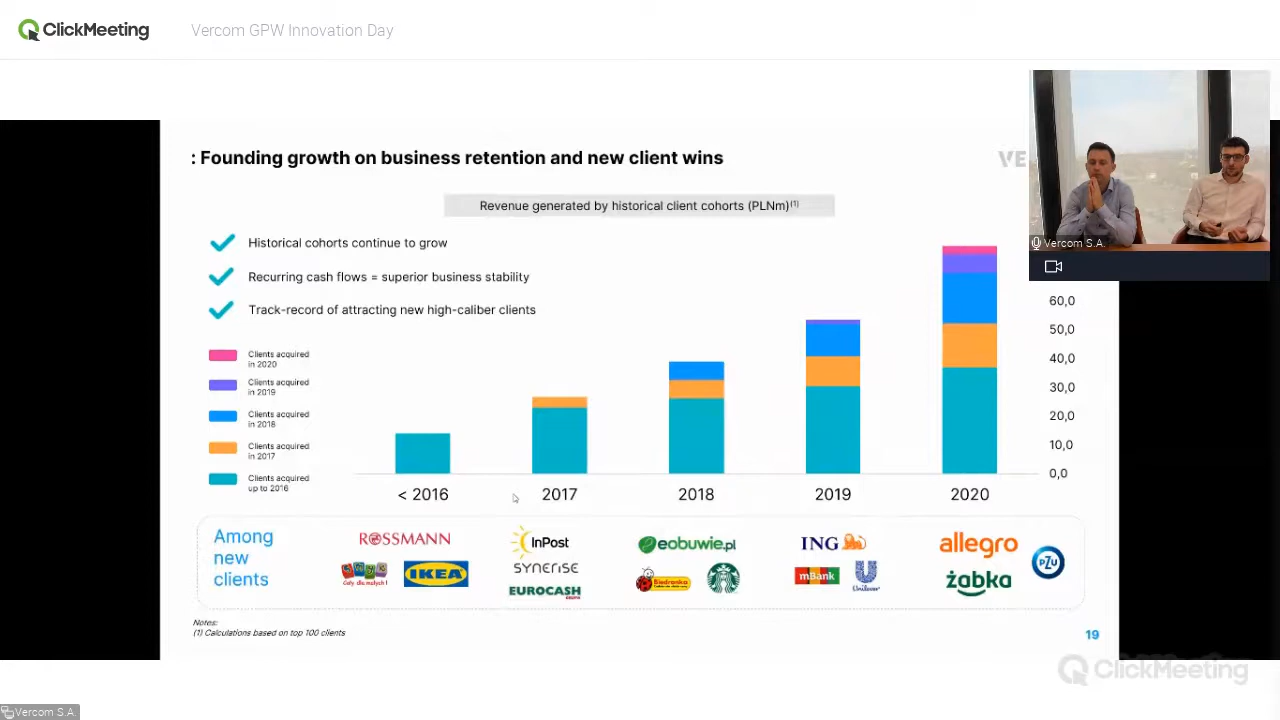 ClickMeeting
Vercom GPW Innovation Day
: Founding growth on business retention and new client wins
VE
Revenue generated by historical client cohorts (PLNm)(1)
Historical cohorts continue to grow
Recurring cash flows = superior business stability
Track-record of attracting new high-caliber clients
Vercom S.A.
Clients acquired
in 2020
Clients acquired
in 2019
Clients acquired
in 2018
Clients acquired
in 2017
Clients acquired
up to 2016
60,0
50,0
40,0
30,0
20,0
10,0
0,0
< 2016
2017
2018
2019
2020
Among
new
clients
ROSSMANN
Cały dla małych!
IKEA
InPost
SYNERISE
EUROCASH
eobuwie.pl
Biedronka
ING
mBank
Unilever
allegro
żabka
PZU
Notes:
(1) Calculations based on top 100 clients
19
ClickMeeting
Vercom S.A.